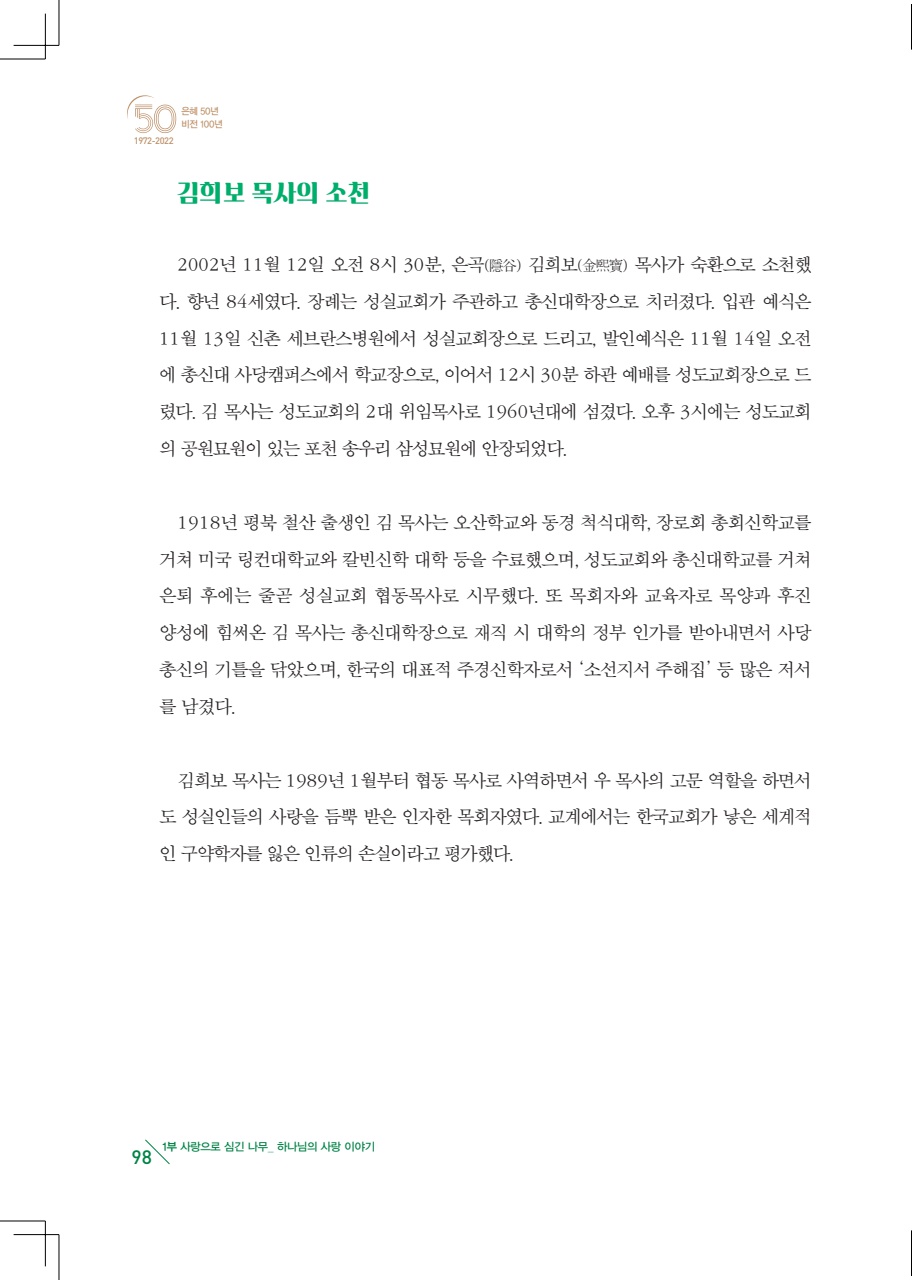 50
은혜 50년
비전 100년
1972-2022
김희보 목사의 소천
2002년 11월 12일 오전 8시 30분, 은곡(隱谷) 김희보(金熙寶) 목사가 숙환으로 소천했
다. 향년 84세였다. 장례는 성실교회가 주관하고 총신대학장으로 치러졌다. 입관 예식은
11월 13일 신촌 세브란스병원에서 성실교회장으로 드리고, 발인예식은 11월 14일 오전
에 총신대 사당캠퍼스에서 학교장으로, 이어서 12시 30분 하관 예배를 성도교회장으로 드
렸다. 김 목사는 성도교회의 2대 위임목사로 1960년대에 섬겼다. 오후 3시에는 성도교회
의 공원묘원이 있는 포천 송우리 삼성묘원에 안장되었다.
1918년 평북 철산 출생인 김 목사는 오산학교와 동경 척식대학, 장로회 총회신학교를
거쳐 미국 링컨대학교와 칼빈신학 대학 등을 수료했으며, 성도교회와 총신대학교를 거쳐
은퇴 후에는 줄곧 성실교회 협동목사로 시무했다. 또 목회자와 교육자로 목양과 후진
양성에 힘써온 김 목사는 총신대학장으로 재직 시 대학의 정부 인가를 받아내면서 사당
총신의 기틀을 닦았으며, 한국의 대표적 주경신학자로서 ‘소선지서 주해집’ 등 많은 저서
를 남겼다.
김희보 목사는 1989년 1월부터 협동 목사로 사역하면서 우 목사의 고문 역할을 하면서
도 성실인들의 사랑을 듬뿍 받은 인자한 목회자였다. 교계에서는 한국교회가 낳은 세계적
인 구약학자를 잃은 인류의 손실이라고 평가했다.
98
1부 사랑으로 심긴 나무_ 하나님의 사랑 이야기